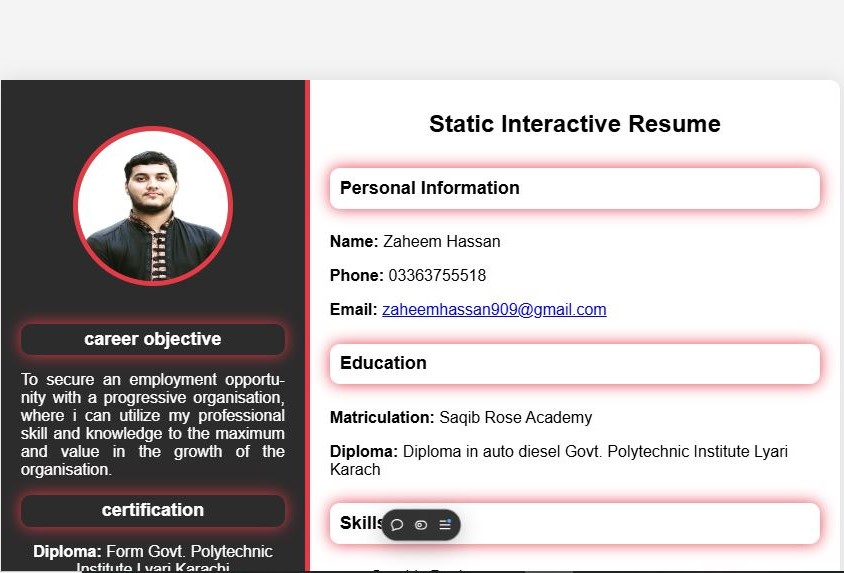 career objective
To secure an employment opportu-
nity with a progressive organisation,
where i can utilize my professional
skill and knowledge to the maximum
and value in the growth of the
organisation.
certification
Diploma: Form Govt. Polytechnic
Institute Lyari Karachi
Static Interactive Resume
Personal Information
Name: Zaheem Hassan
Phone: 03363755518
Email: zaheemhassan909@gmail.com
Education
Matriculation: Saqib Rose Academy
Diploma: Diploma in auto diesel Govt. Polytechnic Institute Lyari
Karach
Skills